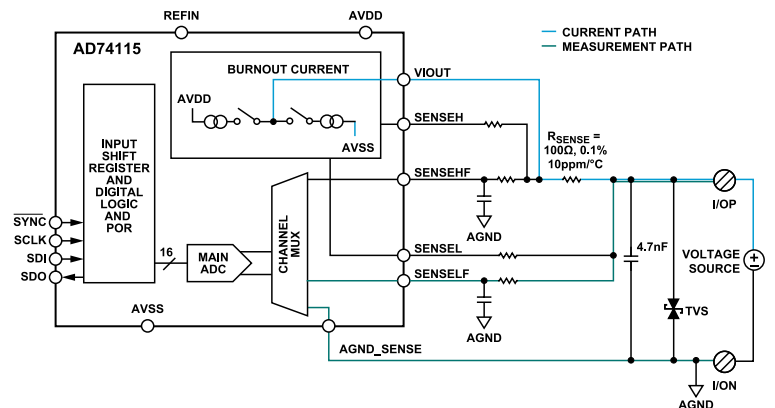 REFIN
AVDD
CURRENT PATH
MEASUREMENT PATH
AD74115
BURNOUT CURRENT
AVDD
AVSS
VIOUT
SENSEH
RSENSE =
100Ω, 0.1%
10ppm/°C
INPUT
SHIFT
REGISTER
AND
DIGITAL
LOGIC
AND
POR
SENSEHF
AGND
I/OP
SYNC
SCLK
SDI
SDO
16
MAIN
ADC
CHANNEL
MUX
SENSEL
SENSELF
AGND
4.7nF
VOLTAGE
SOURCE
TVS
AVSS
AGND_SENSE
I/ON
AGND